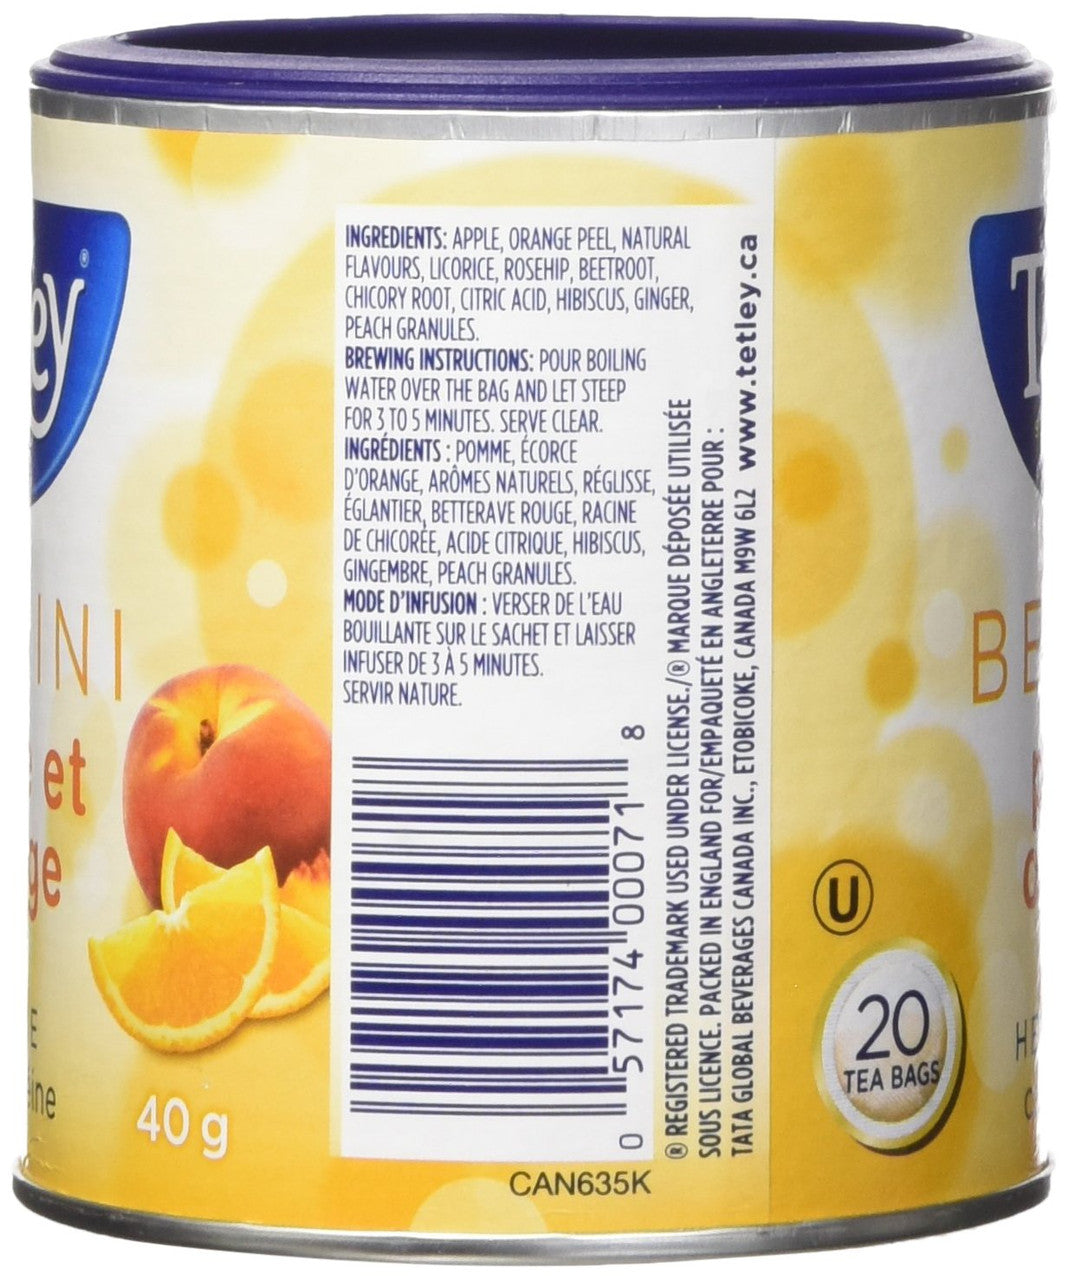 INGREDIENTS: APPLE, ORANGE PEEL, NATURAL
FLAVOURS, LICORICE, ROSEHIP, BEETROOT,
CHICORY ROOT, CITRIC ACID, HIBISCUS, GINGER,
PEACH GRANULES.
BREWING INSTRUCTIONS: POUR BOILING
WATER OVER THE BAG AND LET STEEP
FOR 3 TO 5 MINUTES. SERVE CLEAR.
INGRÉDIENTS : POMME, ÉCORCE
D'ORANGE, ARÔMES NATURELS, RÉGLISSE,
ÉGLANTIER, BETTERAVE ROUGE, RACINE
DE CHICORÉE, ACIDE CITRIQUE, HIBISCUS,
GINGEMBRE, PEACH GRANULES.
MODE D'INFUSION : VERSER DE L'EAU
BOUILLANTE SUR LE SACHET ET LAISSER
INFUSER DE 3 À 5 MINUTES.
SERVIR NATURE.
0 57174 00071 8
® REGISTERED TRADEMARK USED UNDER LICENSE./® MARQUE DÉPOSÉE UTILISÉE
SOUS LICENCE. PACKED IN ENGLAND FOR/EMPAQUETÉ EN ANGLETERRE POUR :
TATA GLOBAL BEVERAGES CANADA INC., ETOBICOKE, CANADA M9W 6L2 www.tetley.ca
CAN635K
et
40 g
U
20
TEA BAGS